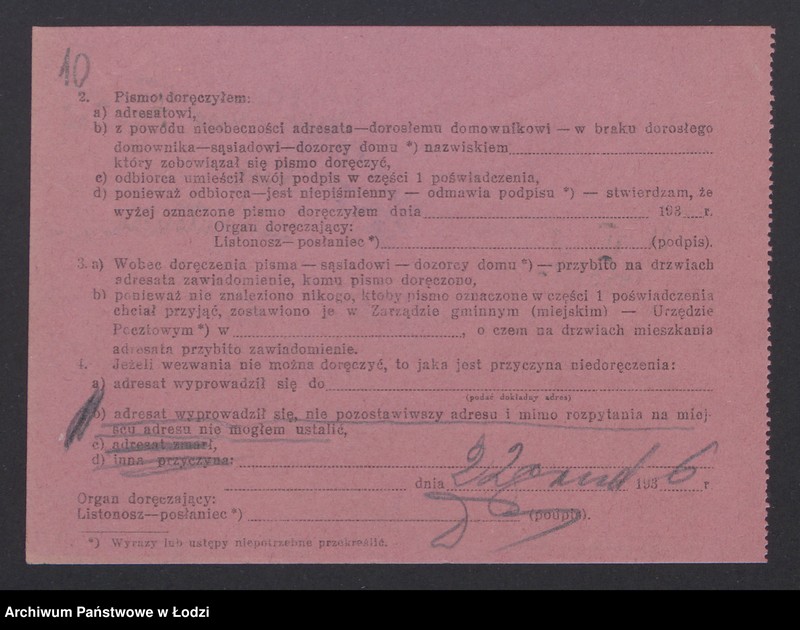 10
2. Pismo doręczyłem:
a) adresatowi,
b) z powodu nieobecności adresata—dorosłemu domownikowi — w braku dorosłego
domownika—sąsiadowi—dozorcy domu *) nazwiskiem
który zobowiązał się pismo doręczyć,
c) odbiorca umieścił swój podpis w części 1 poświadczenia,
d) ponieważ odbiorca—jest niepiśmienny — odmawia podpisu *) — stwierdzam, że
wyżej oznaczone pismo doręczyłem dnia 193 r.
Organ doręczający:
Listonosz—posłaniec *) (podpis).
3. a) Wobec doręczenia pisma — sąsiadowi — dozorcy domu *) — przybito na drzwiach
adresata zawiadomienie, komu pismo doręczono,
b) ponieważ nie znaleziono nikogo, ktoby pismo oznaczone w części 1 poświadczenia
chciał przyjąć, zostawiono je w Zarządzie gminnym (miejskim) — Urzędzie
Pocztowym *) w , o czem na drzwiach mieszkania
adresata przybito zawiadomienie.
4. Jeżeli wezwania nie można doręczyć, to jaka jest przyczyna niedoręczenia:
a) adresat wyprowadził się do
(podać dokładny adres)
b) adresat wyprowadził się, nie pozostawiwszy adresu i mimo rozpytania na miej-
scu adresu nie mogłem ustalić,
c) adresat zmarł,
d) inna przyczyna:
dnia 22 193 6 r
Organ doręczający:
Listonosz—posłaniec *) (podpis).
*) Wyrazy lub ustępy niepotrzebne przekreślić.
Archiwum Państwowe w Łodzi